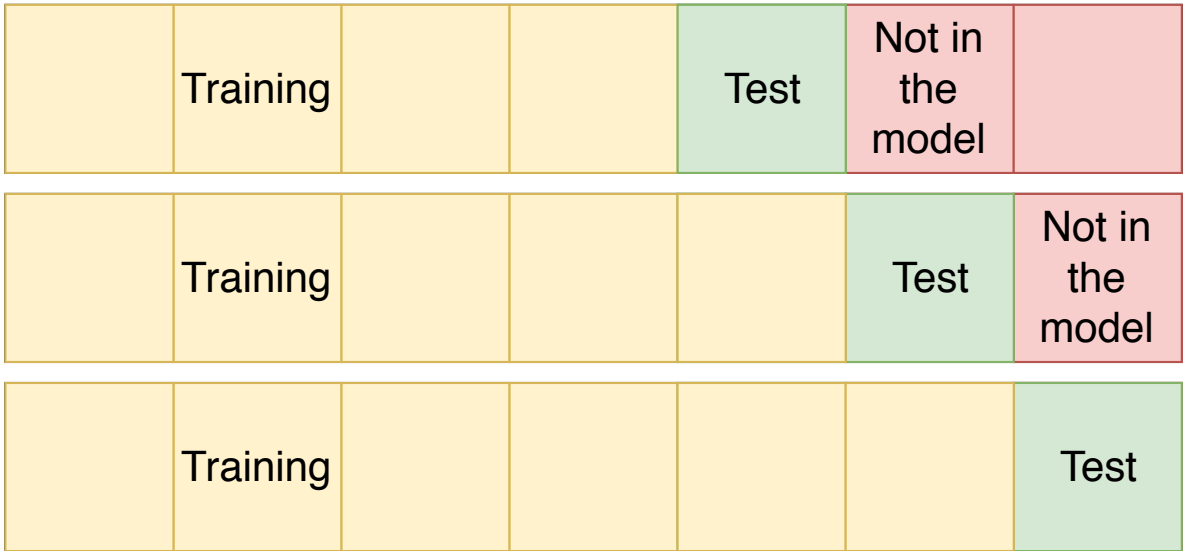 Training
Test
Not in
the
model
Training
Test
Not in
the
model
Training
Test